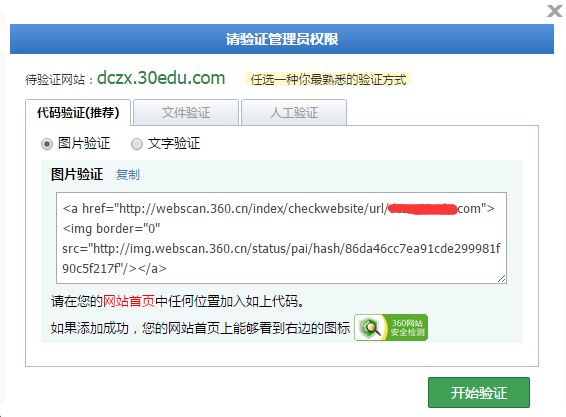 请验证管理员权限
待验证网站：dczx.30edu.com 任选一种你最熟悉的验证方式
代码验证(推荐) 文件验证 人工验证
图片验证 文字验证
图片验证 复制
<a href="http://webscan.360.cn/index/checkwebsite/url/ com">
<img border="0"
src="http://img.webscan.360.cn/status/pai/hash/86da46cc7ea91cde299981f
90c5f217f"/></a>
请在您的网站首页中任何位置加入如上代码。
如果添加成功，您的网站首页上能够看到右边的图标 360网站
安全检测
开始验证